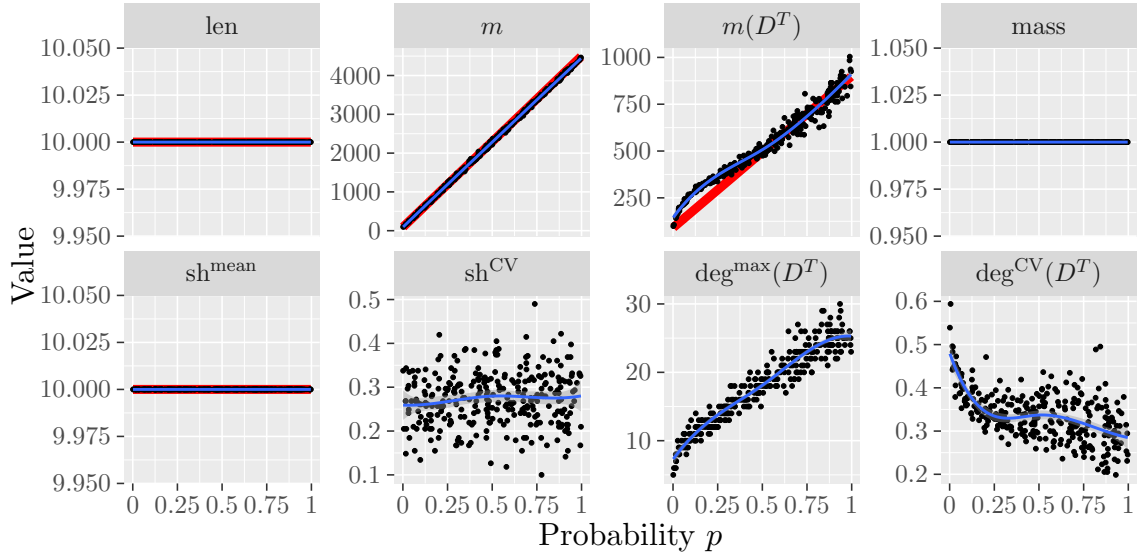 len m m(D^T) mass
10.050 10.025 10.000 9.975 9.950
4000 3000 2000 1000 0
1000 750 500 250
1.050 1.025 1.000 0.975 0.950
Value
sh^mean sh^CV deg^max(D^T) deg^CV(D^T)
10.050 10.025 10.000 9.975 9.950
0.5 0.4 0.3 0.2 0.1
30 20 10
0.6 0.5 0.4 0.3 0.2
0 0.25 0.5 0.75 1 0 0.25 0.5 0.75 1 0 0.25 0.5 0.75 1 0 0.25 0.5 0.75 1
Probability p